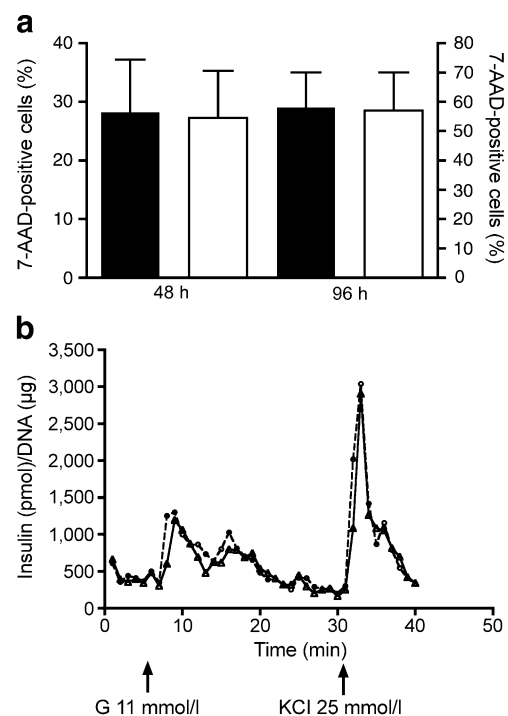 a
7-AAD-positive cells (%)
40
30
20
10
0
80
70
60
50
40
30
20
10
0
7-AAD-positive cells (%)
48 h
96 h
b
Insulin (pmol)/DNA (μg)
3,500
3,000
2,500
2,000
1,500
1,000
500
0
0 10 20 30 40 50
Time (min)
G 11 mmol/l KCl 25 mmol/l